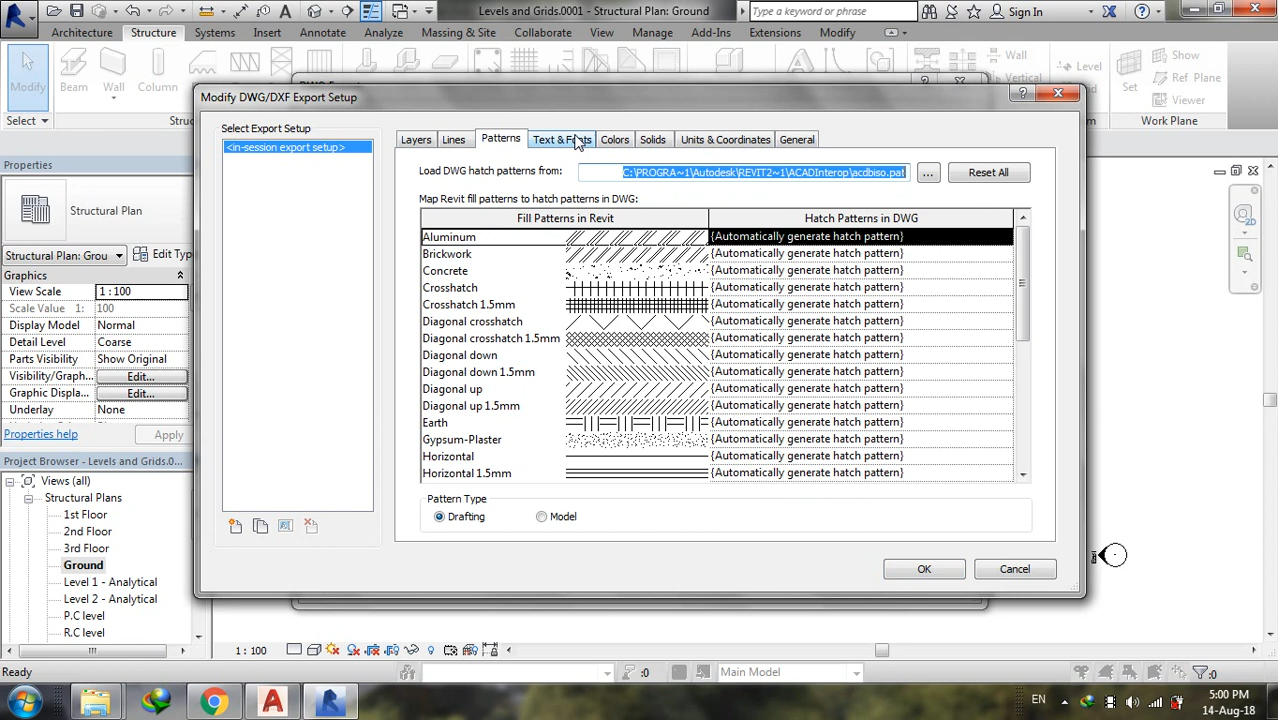 Levels and Grids.0001 - Structural Plan: Ground
Type a keyword or phrase
Sign In
Architecture Structure Systems Insert Annotate Analyze Massing & Site Collaborate View Manage Add-Ins Extensions Modify
Modify Beam Wall Column
Wall
Vertical
Level
Set
Show
Ref Plane
Viewer
Select
Work Plane
Modify DWG/DXF Export Setup
Select Export Setup
<in-session export setup>
Layers Lines Patterns Text & Fonts Colors Solids Units & Coordinates General
Load DWG hatch patterns from: C:\PROGRA~1\Autodesk\REVIT2~1\ACADInterop\acdbiso.pat ... Reset All
Map Revit fill patterns to hatch patterns in DWG:
Fill Patterns in Revit Hatch Patterns in DWG
Aluminum {Automatically generate hatch pattern}
Brickwork {Automatically generate hatch pattern}
Concrete {Automatically generate hatch pattern}
Crosshatch {Automatically generate hatch pattern}
Crosshatch 1.5mm {Automatically generate hatch pattern}
Diagonal crosshatch {Automatically generate hatch pattern}
Diagonal crosshatch 1.5mm {Automatically generate hatch pattern}
Diagonal down {Automatically generate hatch pattern}
Diagonal down 1.5mm {Automatically generate hatch pattern}
Diagonal up {Automatically generate hatch pattern}
Diagonal up 1.5mm {Automatically generate hatch pattern}
Earth {Automatically generate hatch pattern}
Gypsum-Plaster {Automatically generate hatch pattern}
Horizontal {Automatically generate hatch pattern}
Horizontal 1.5mm {Automatically generate hatch pattern}
Pattern Type
Drafting Model
OK Cancel
Properties
Structural Plan
Structural Plan: Grou Edit Type
Graphics
View Scale 1 : 100
Scale Value 1: 100
Display Model Normal
Detail Level Coarse
Parts Visibility Show Original
Visibility/Graph... Edit...
Graphic Displa... Edit...
Underlay None
Properties help Apply
Project Browser - Levels and Grids.0...
Views (all)
Structural Plans
1st Floor
2nd Floor
3rd Floor
Ground
Level 1 - Analytical
Level 2 - Analytical
P.C level
R.C level
1 : 100
Ready
:0
Main Model
:0
EN
5:00 PM
14-Aug-18